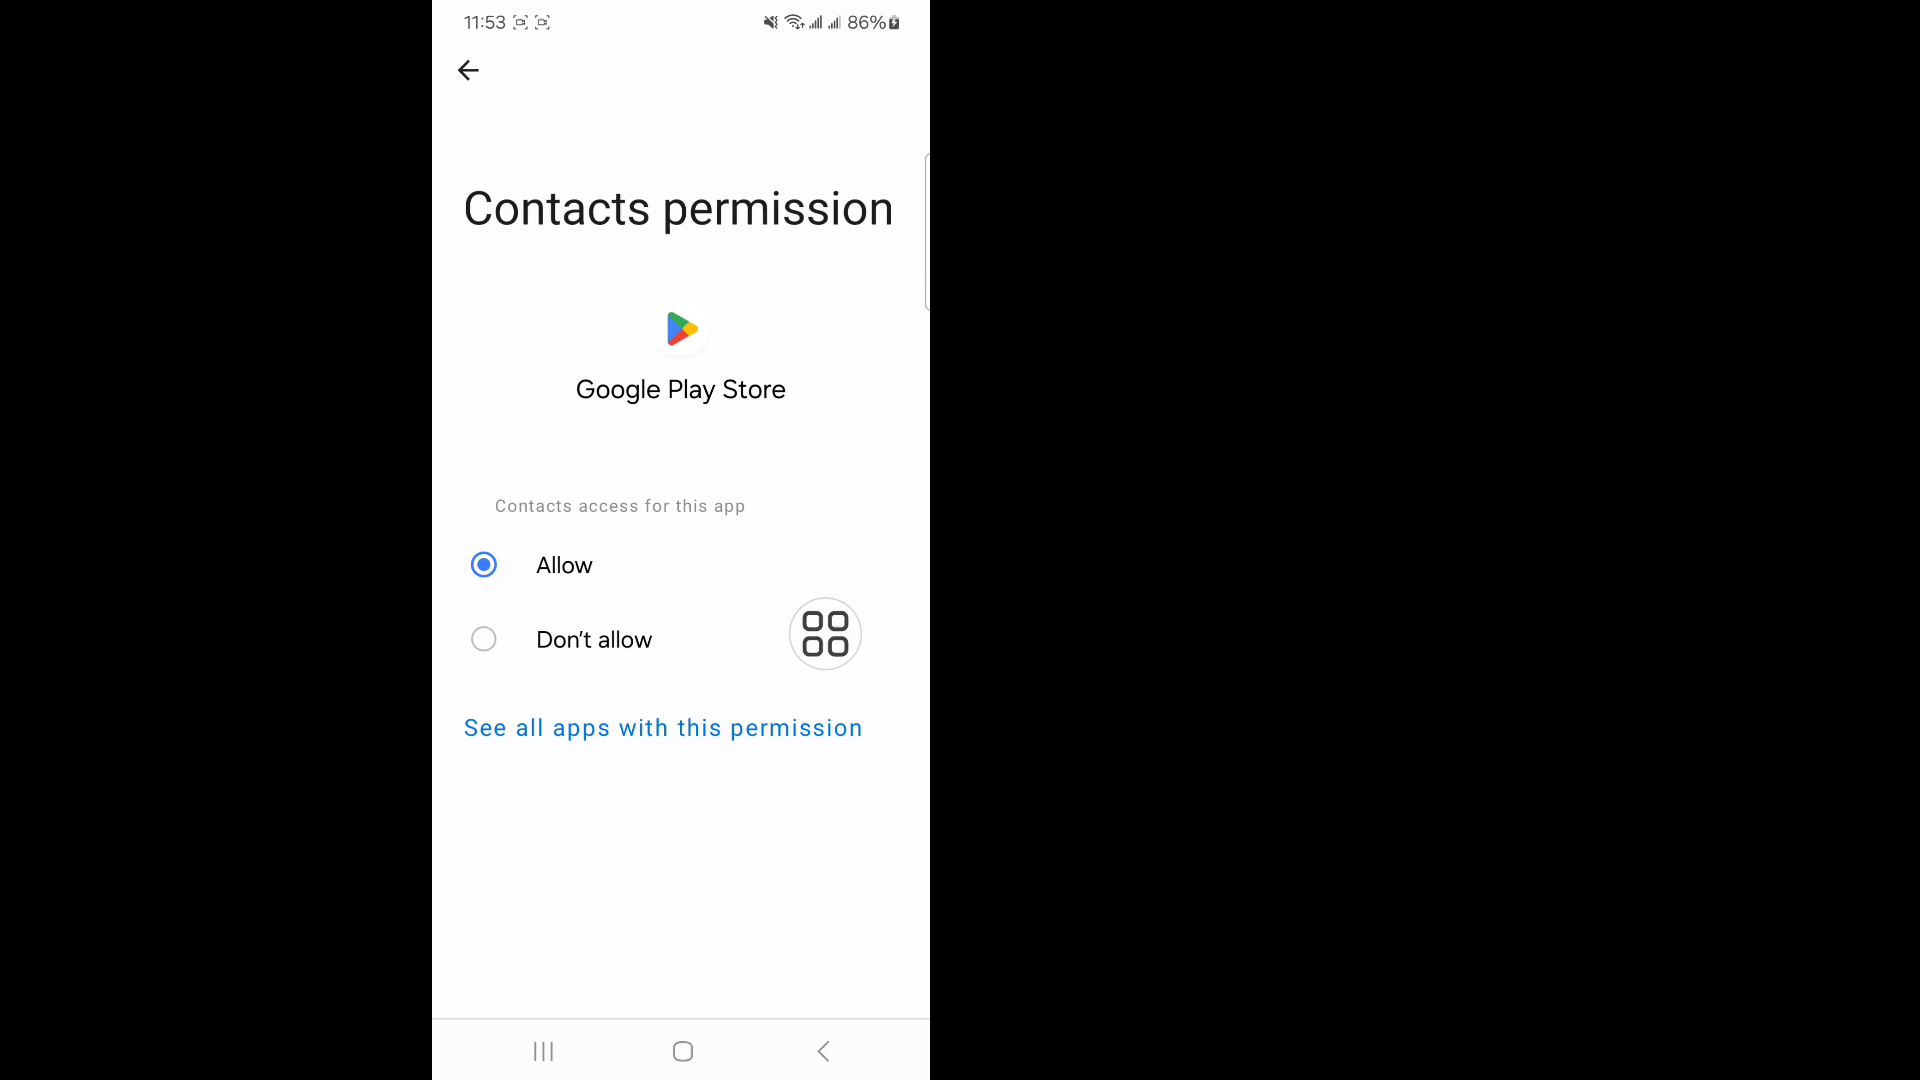 11:53
86%
Contacts permission
Google Play Store
Contacts access for this app
Allow
Don't allow
See all apps with this permission